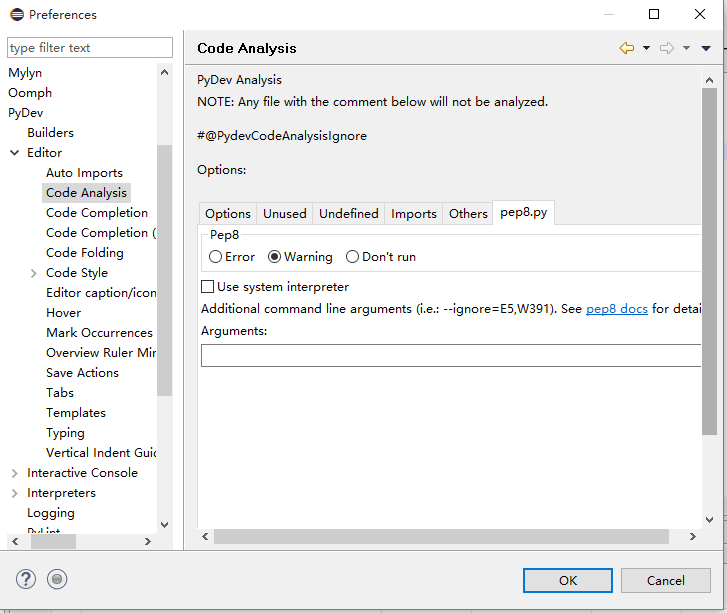 Preferences
type filter text
Mylyn
Oomph
PyDev
Builders
Editor
Auto Imports
Code Analysis
Code Completion
Code Completion (
Code Folding
Code Style
Editor caption/icon
Hover
Mark Occurrences
Overview Ruler Mir
Save Actions
Tabs
Templates
Typing
Vertical Indent Guid
Interactive Console
Interpreters
Logging
PyLint
Code Analysis
PyDev Analysis
NOTE: Any file with the comment below will not be analyzed.
#@PydevCodeAnalysisIgnore
Options:
Options Unused Undefined Imports Others pep8.py
Pep8
Error Warning Don't run
Use system interpreter
Additional command line arguments (i.e.: --ignore=E5,W391). See pep8 docs for detai
Arguments:
OK Cancel